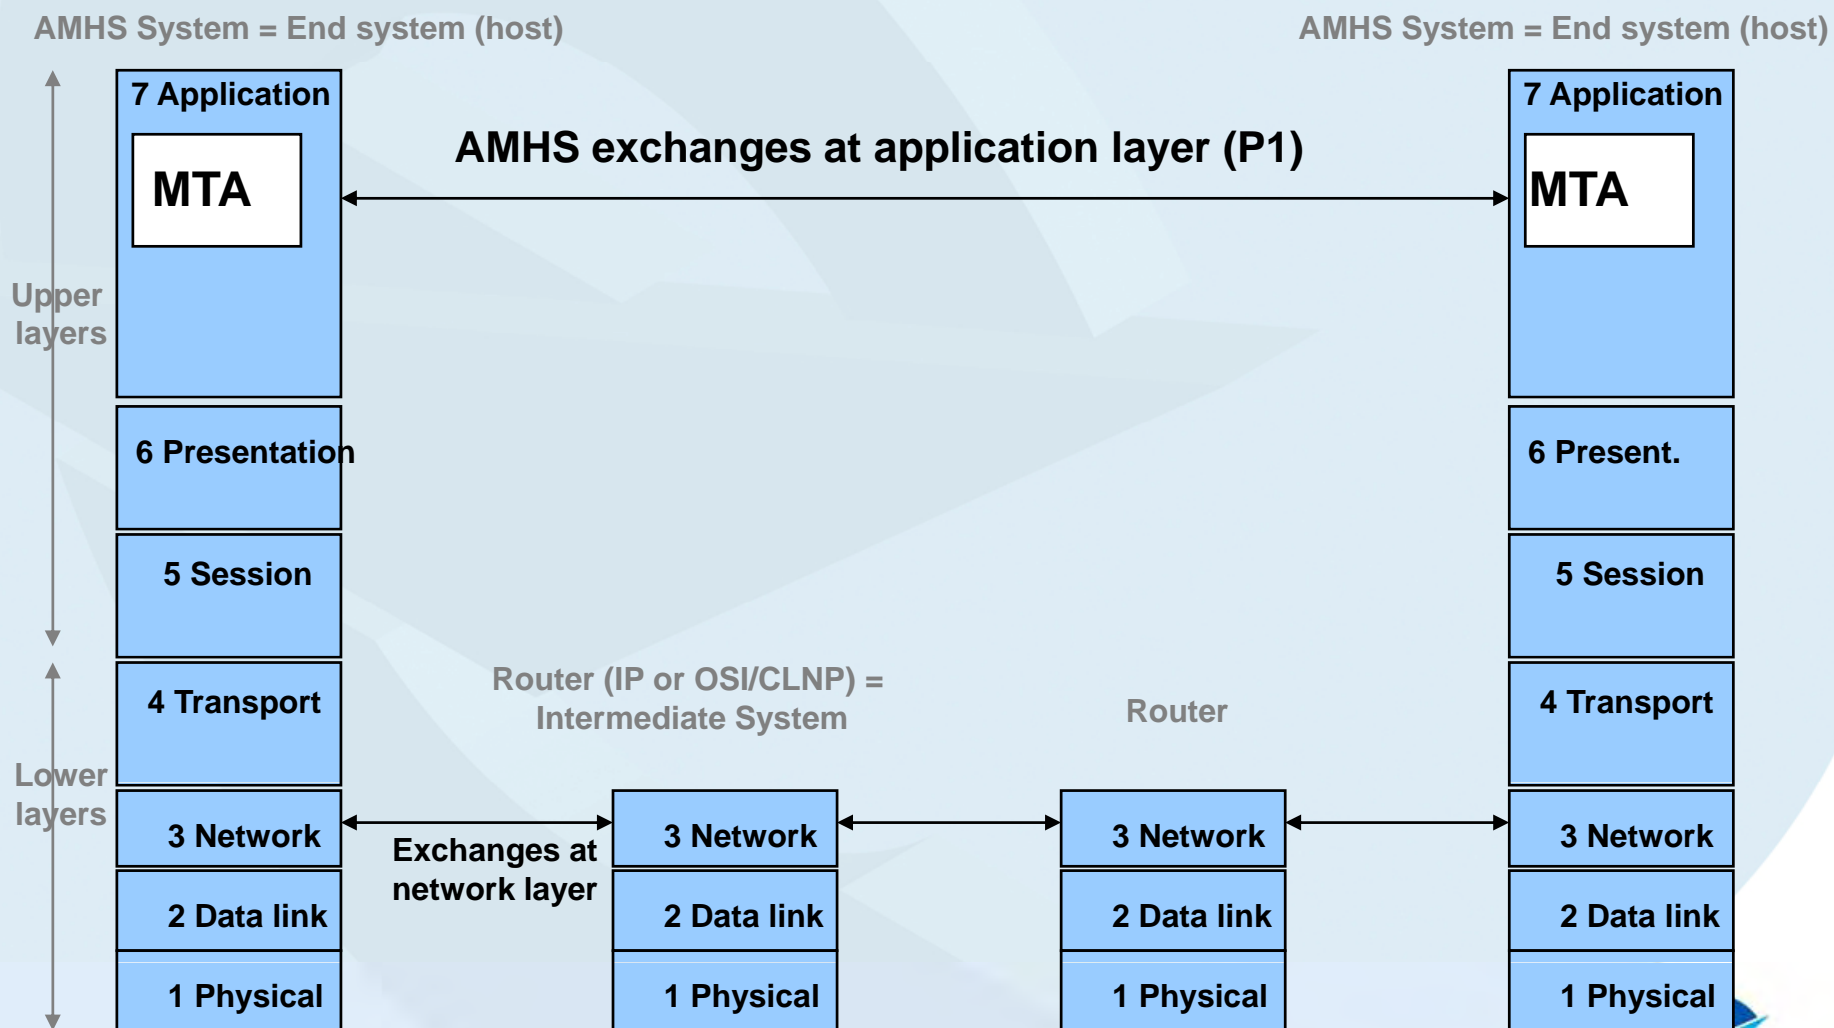 AMHS System = End system (host)
AMHS System = End system (host)
7 Application
7 Application
AMHS exchanges at application layer (P1)
MTA
MTA
Upper
layers
6 Presentation
6 Present.
5 Session
5 Session
Router (IP or OSI/CLNP) =
Intermediate System
Router
4 Transport
4 Transport
Lower
layers
3 Network
Exchanges at
network layer
3 Network
3 Network
3 Network
2 Data link
2 Data link
2 Data link
2 Data link
1 Physical
1 Physical
1 Physical
1 Physical